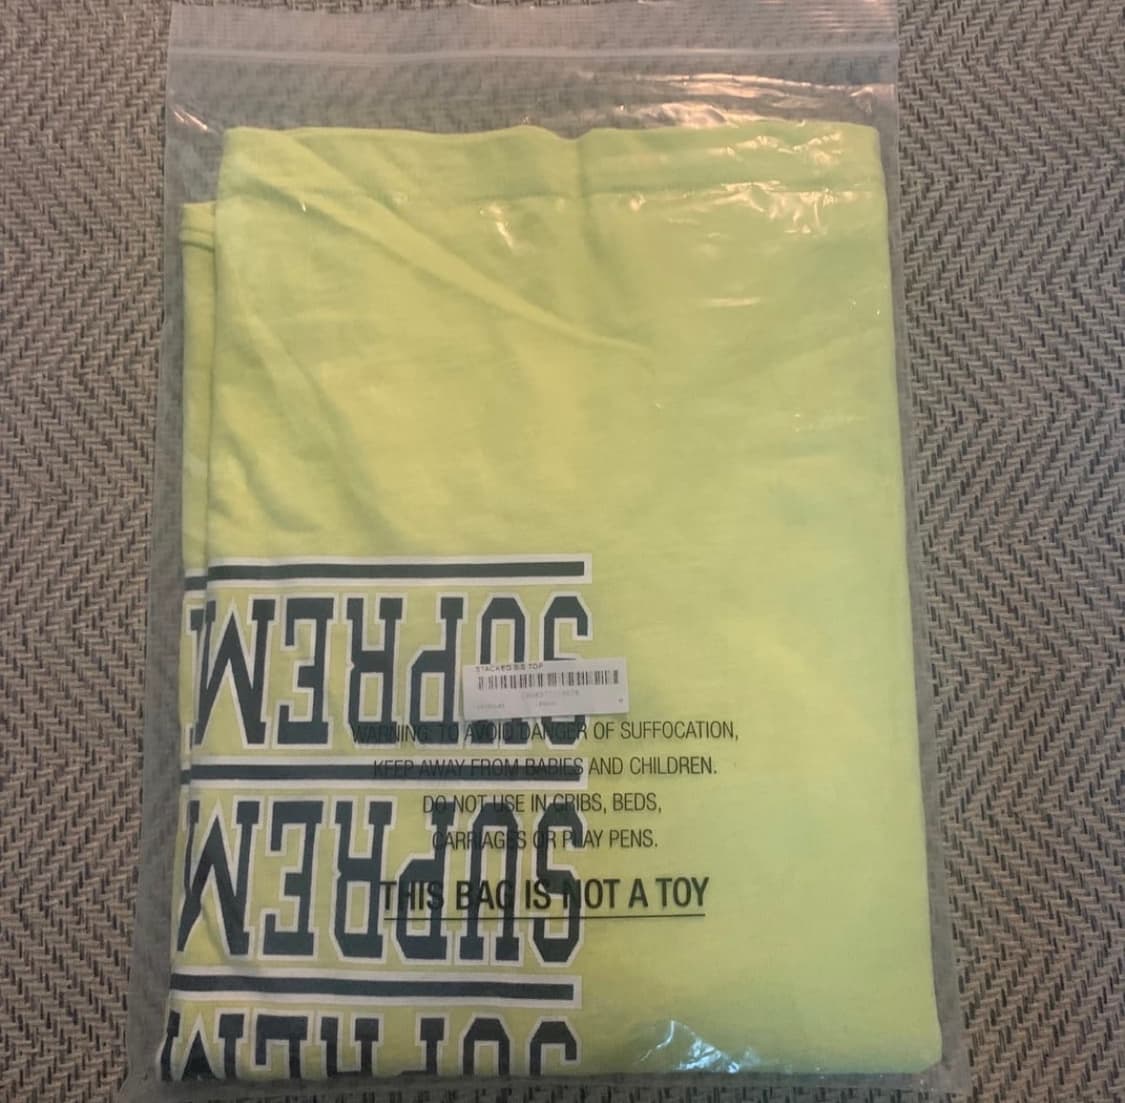 SUPREM
STACKED S/S TOP
WARNING: TO AVOID DANGER OF SUFFOCATION,
KEEP AWAY FROM BABIES AND CHILDREN.
DO NOT USE IN CRIBS, BEDS,
CARRIAGES OR PLAY PENS.
SUPREM
THIS BAG IS NOT A TOY
SUPREM